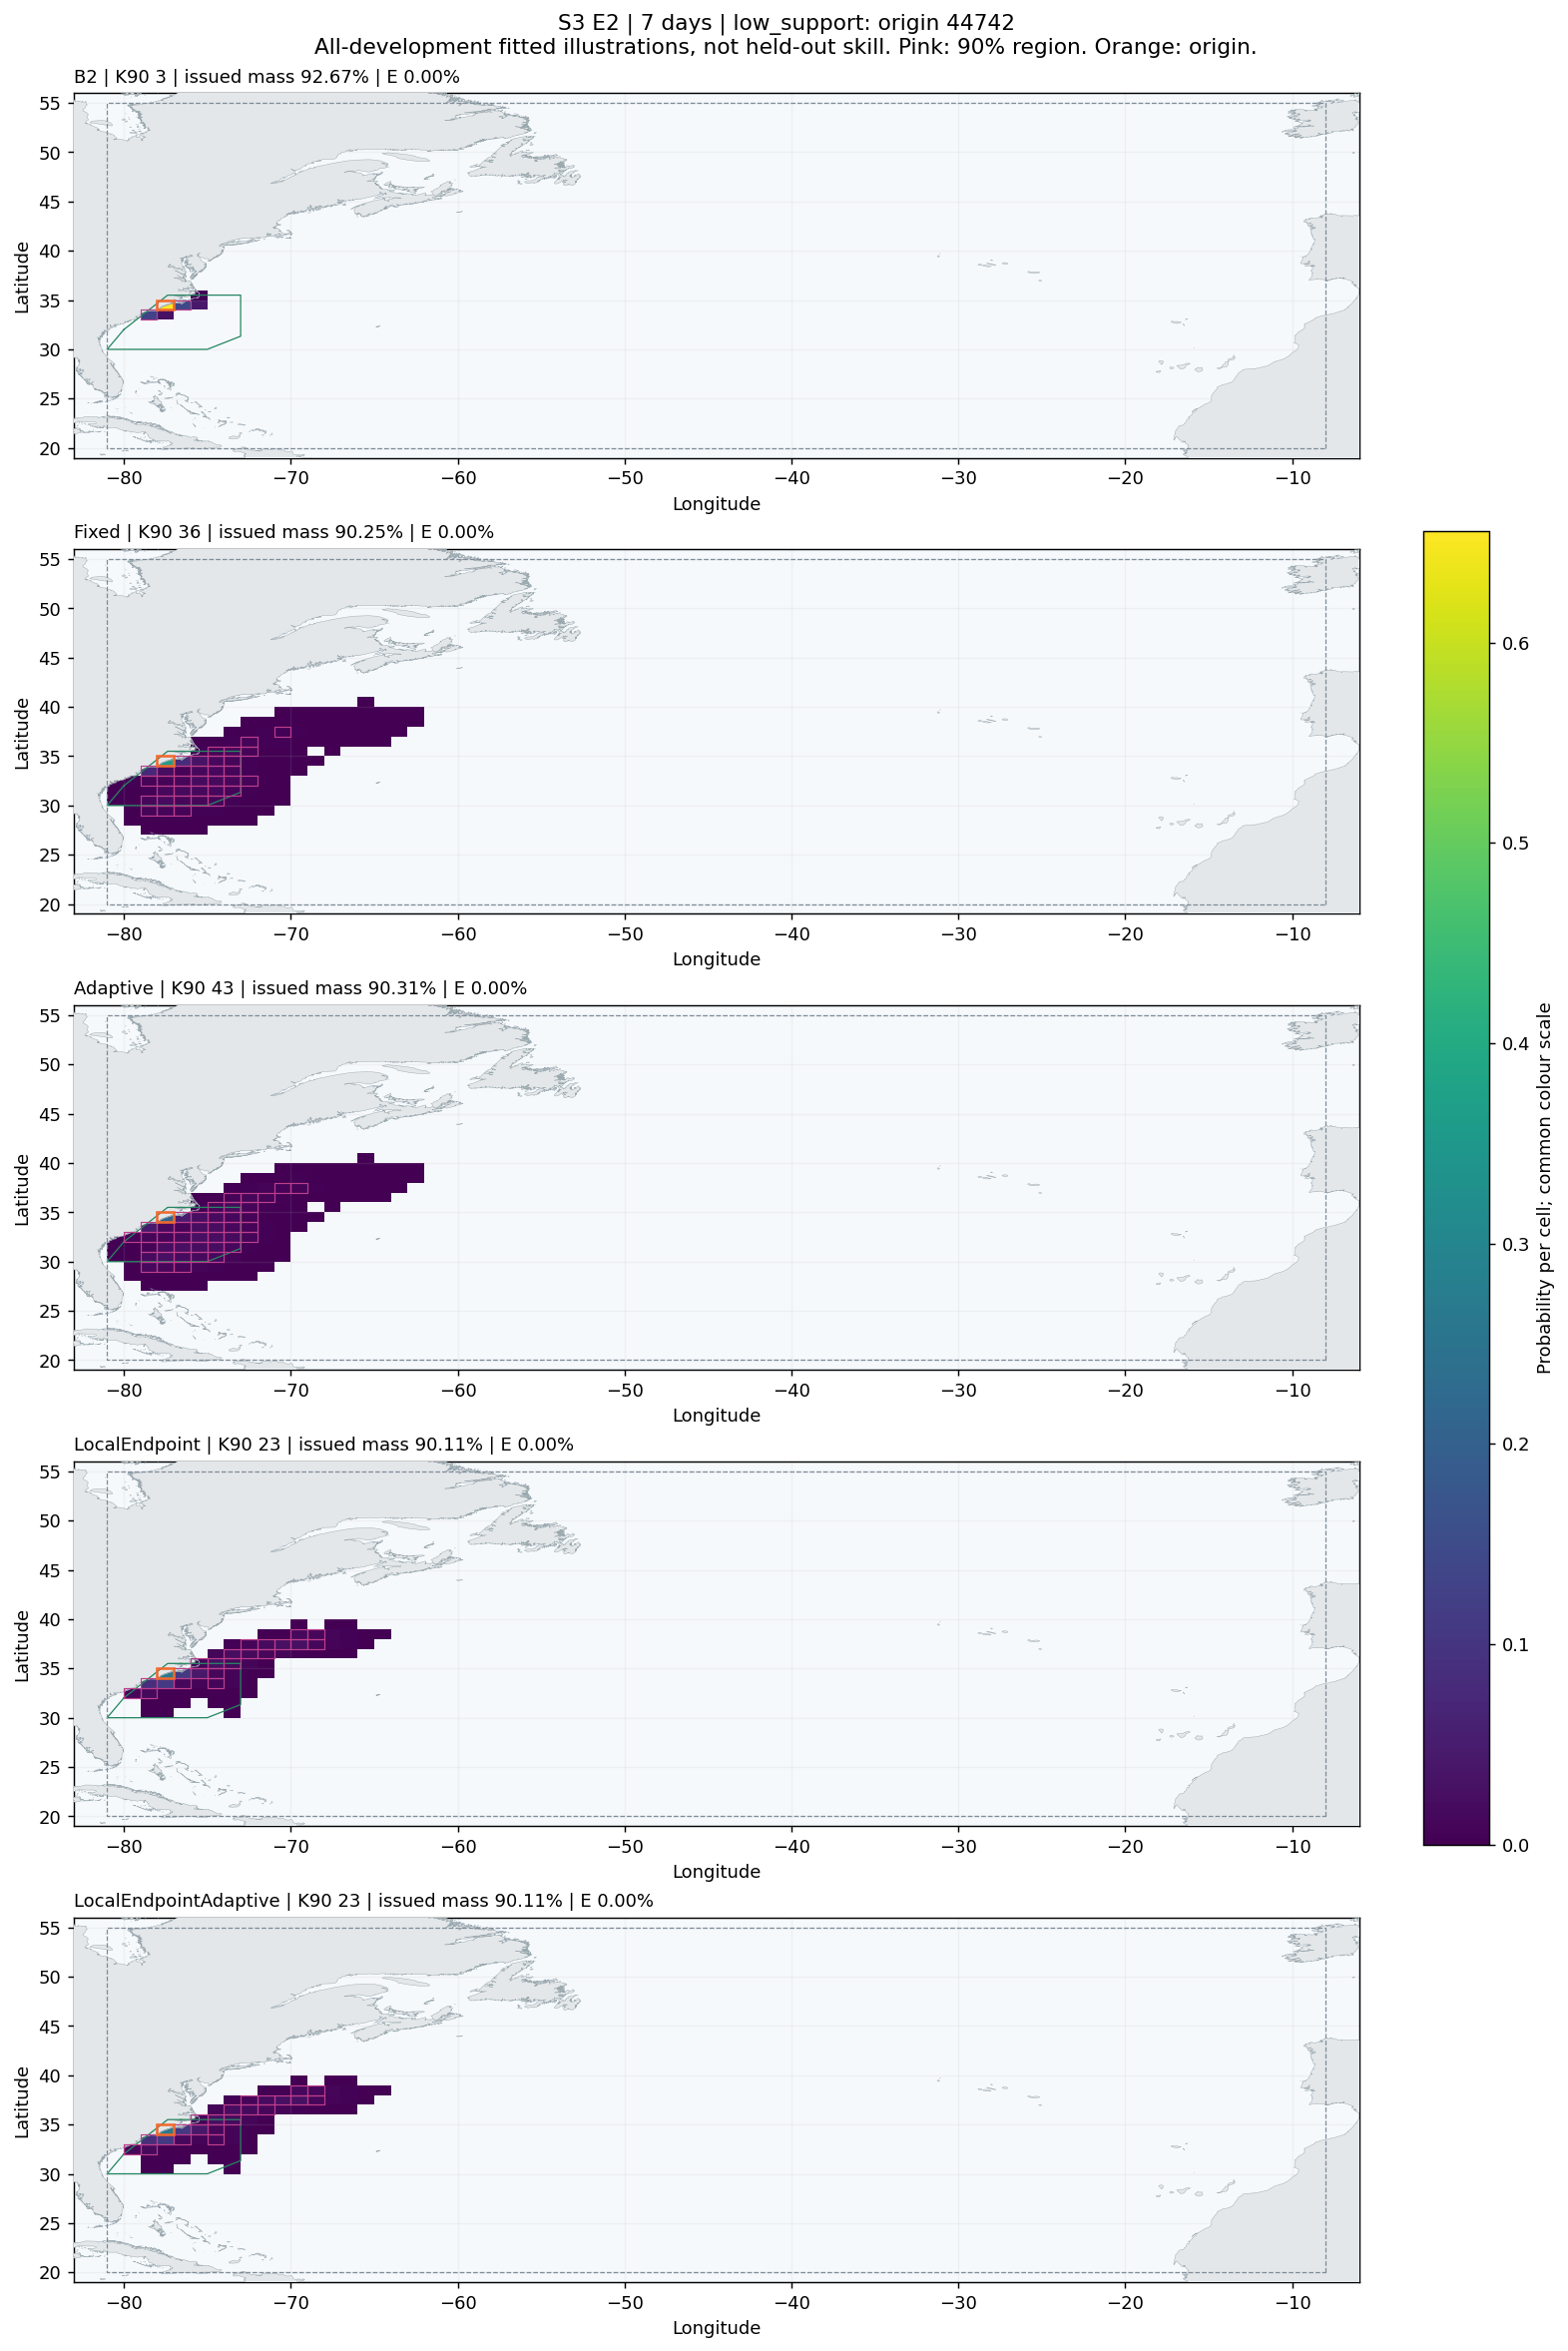 S3 E2 | 7 days | low_support: origin 44742
All-development fitted illustrations, not held-out skill. Pink: 90% region. Orange: origin.
B2 | K90 3 | issued mass 92.67% | E 0.00%
55
50
45
40
35
30
25
20
Latitude
−80 −70 −60 −50 −40 −30 −20 −10
Longitude
Fixed | K90 36 | issued mass 90.25% | E 0.00%
55
50
45
40
35
30
25
20
Latitude
−80 −70 −60 −50 −40 −30 −20 −10
Longitude
Adaptive | K90 43 | issued mass 90.31% | E 0.00%
55
50
45
40
35
30
25
20
Latitude
−80 −70 −60 −50 −40 −30 −20 −10
Longitude
LocalEndpoint | K90 23 | issued mass 90.11% | E 0.00%
55
50
45
40
35
30
25
20
Latitude
−80 −70 −60 −50 −40 −30 −20 −10
Longitude
LocalEndpointAdaptive | K90 23 | issued mass 90.11% | E 0.00%
55
50
45
40
35
30
25
20
Latitude
−80 −70 −60 −50 −40 −30 −20 −10
Longitude
0.6
0.5
0.4
0.3
0.2
0.1
0.0
Probability per cell; common colour scale